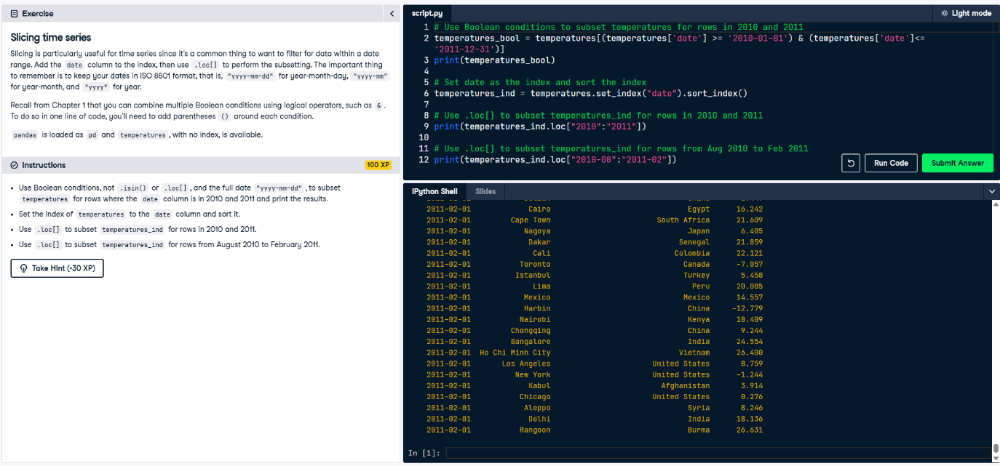 Exercise
Slicing time series
Slicing is particularly useful for time series since it's a common thing to want to filter for data within a date
range. Add the date column to the index, then use .loc[] to perform the subsetting. The important thing
to remember is to keep your dates in ISO 8601 format, that is, "yyyy-mm-dd" for year-month-day, "yyyy-mm"
for year-month, and "yyyy" for year.
Recall from Chapter 1 that you can combine multiple Boolean conditions using logical operators, such as & .
To do so in one line of code, you'll need to add parentheses () around each condition.
pandas is loaded as pd and temperatures, with no index, is available.
Instructions
100 XP
• Use Boolean conditions, not .isin() or .loc[], and the full date "yyyy-mm-dd", to subset
temperatures for rows where the date column is in 2010 and 2011 and print the results.
• Set the index of temperatures to the date column and sort it.
• Use .loc[] to subset temperatures_ind for rows in 2010 and 2011.
• Use .loc[] to subset temperatures_ind for rows from August 2010 to February 2011.
Take Hint (-30 XP)
script.py
Light mode
1 # Use Boolean conditions to subset temperatures for rows in 2010 and 2011
2 temperatures_bool = temperatures[(temperatures['date'] >= '2010-01-01') & (temperatures['date']<=
'2011-12-31')]
3 print(temperatures_bool)
4
5 # Set date as the index and sort the index
6 temperatures_ind = temperatures.set_index("date").sort_index()
7
8 # Use .loc[] to subset temperatures_ind for rows in 2010 and 2011
9 print(temperatures_ind.loc["2010":"2011"])
10
11 # Use .loc[] to subset temperatures_ind for rows from Aug 2010 to Feb 2011
12 print(temperatures_ind.loc["2010-08":"2011-02"])
Run Code
Submit Answer
IPython Shell
Slides
2011-02-01 Cairo Egypt 16.242
2011-02-01 Cape Town South Africa 21.609
2011-02-01 Nagoya Japan 6.405
2011-02-01 Dakar Senegal 21.859
2011-02-01 Cali Colombia 22.121
2011-02-01 Toronto Canada -7.057
2011-02-01 Istanbul Turkey 5.458
2011-02-01 Lima Peru 20.085
2011-02-01 Mexico Mexico 14.557
2011-02-01 Harbin China -12.779
2011-02-01 Nairobi Kenya 18.409
2011-02-01 Chongqing China 9.244
2011-02-01 Bangalore India 24.554
2011-02-01 Ho Chi Minh City Vietnam 26.400
2011-02-01 Los Angeles United States 8.759
2011-02-01 New York United States -1.244
2011-02-01 Kabul Afghanistan 3.914
2011-02-01 Chicago United States 0.276
2011-02-01 Aleppo Syria 8.246
2011-02-01 Delhi India 18.136
2011-02-01 Rangoon Burma 26.631
In [1]: